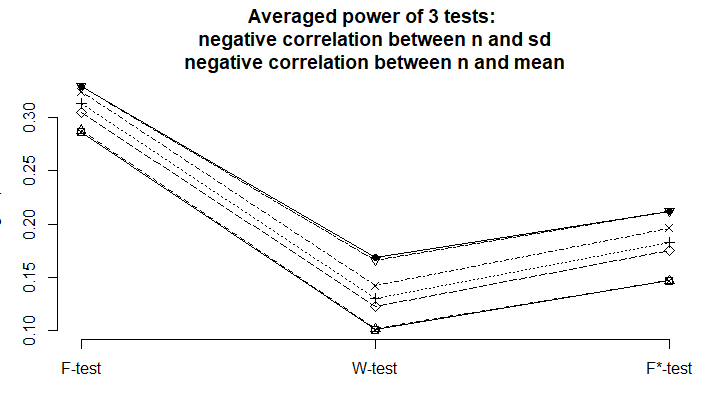 Averaged power of 3 tests:
negative correlation between n and sd
negative correlation between n and mean
0.30
0.25
0.20
0.15
0.10
F-test
W-test
F*-test